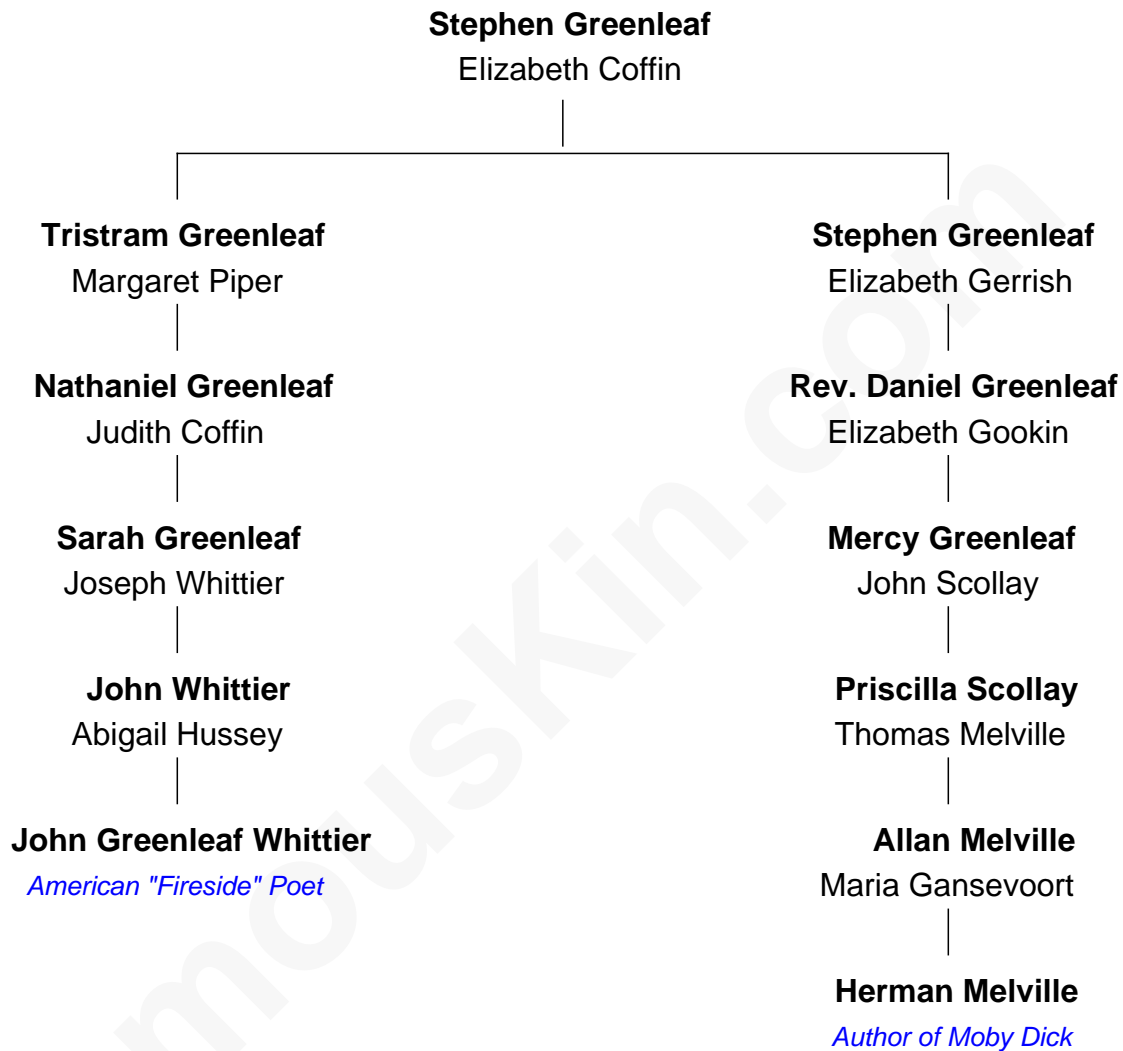 Stephen Greenleaf
Elizabeth Coffin
Tristram Greenleaf
Margaret Piper
Stephen Greenleaf
Elizabeth Gerrish
Nathaniel Greenleaf
Judith Coffin
Rev. Daniel Greenleaf
Elizabeth Gookin
Sarah Greenleaf
Joseph Whittier
Mercy Greenleaf
John Scollay
John Whittier
Abigail Hussey
Priscilla Scollay
Thomas Melville
John Greenleaf Whittier
American "Fireside" Poet
Allan Melville
Maria Gansevoort
Herman Melville
Author of Moby Dick
mousKin.com